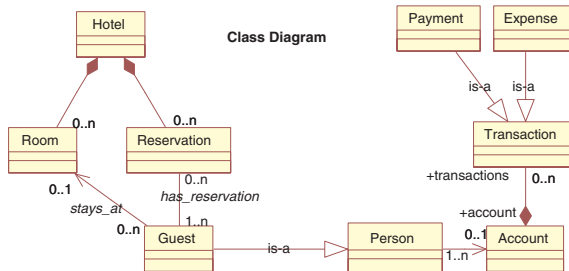 Hotel
Class Diagram
Payment
Expense
is-a
is-a
0..n
0..n
Room
Reservation
Transaction
0..1
0..n
+transactions
0..n
stays_at
has_reservation
0..n
1..n
+account
0..1
Guest
is-a
Person
1..n
Account